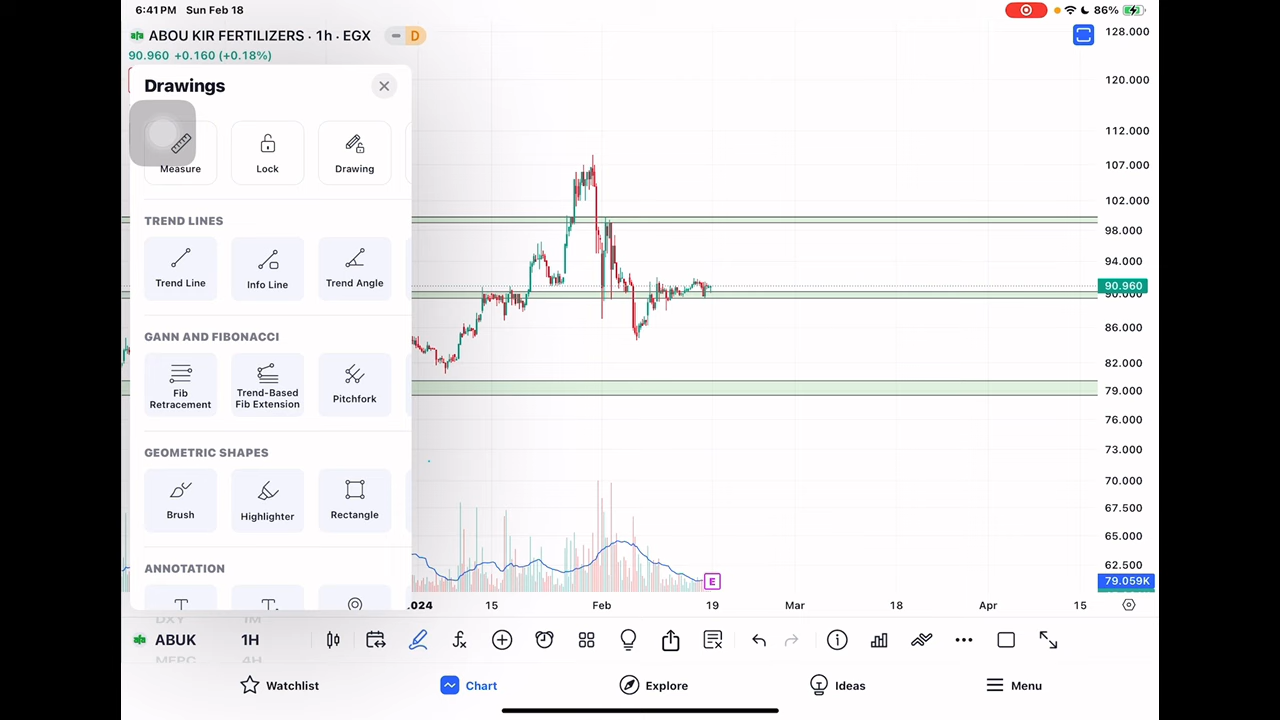 6:41 PM Sun Feb 18
86%
ABOU KIR FERTILIZERS · 1h · EGX
D
90.960 +0.160 (+0.18%)
Drawings
Measure
Lock
Drawing
TREND LINES
Trend Line
Info Line
Trend Angle
GANN AND FIBONACCI
Fib
Retracement
Trend-Based
Fib Extension
Pitchfork
GEOMETRIC SHAPES
Brush
Highlighter
Rectangle
ANNOTATION
128.000
120.000
112.000
107.000
102.000
98.000
94.000
90.960
90.000
86.000
82.000
79.000
76.000
73.000
70.000
67.500
65.000
62.500
79.059K
E
2024
15
Feb
19
Mar
18
Apr
15
DXY
1M
ABUK
1H
MERC
4H
Watchlist
Chart
Explore
Ideas
Menu